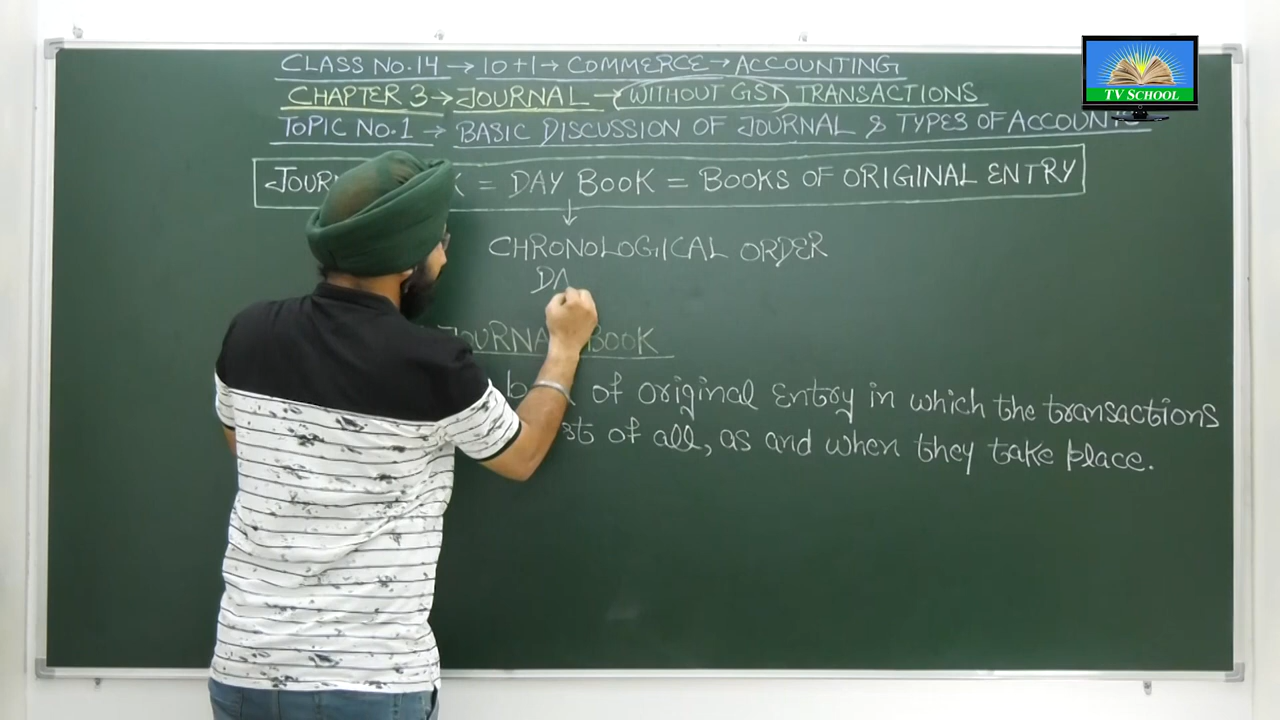 CLASS NO.14 → 10+1 → COMMERCE → ACCOUNTING
CHAPTER 3 → JOURNAL → WITHOUT GST TRANSACTIONS
TOPIC NO.1 → BASIC DISCUSSION OF JOURNAL & TYPES OF ACCOUNTS
TV SCHOOL
= DAY BOOK = BOOKS OF ORIGINAL ENTRY
CHRONOLOGICAL ORDER
DA
BOOK
of original Entry in which the transactions
of all, as and when they take place.